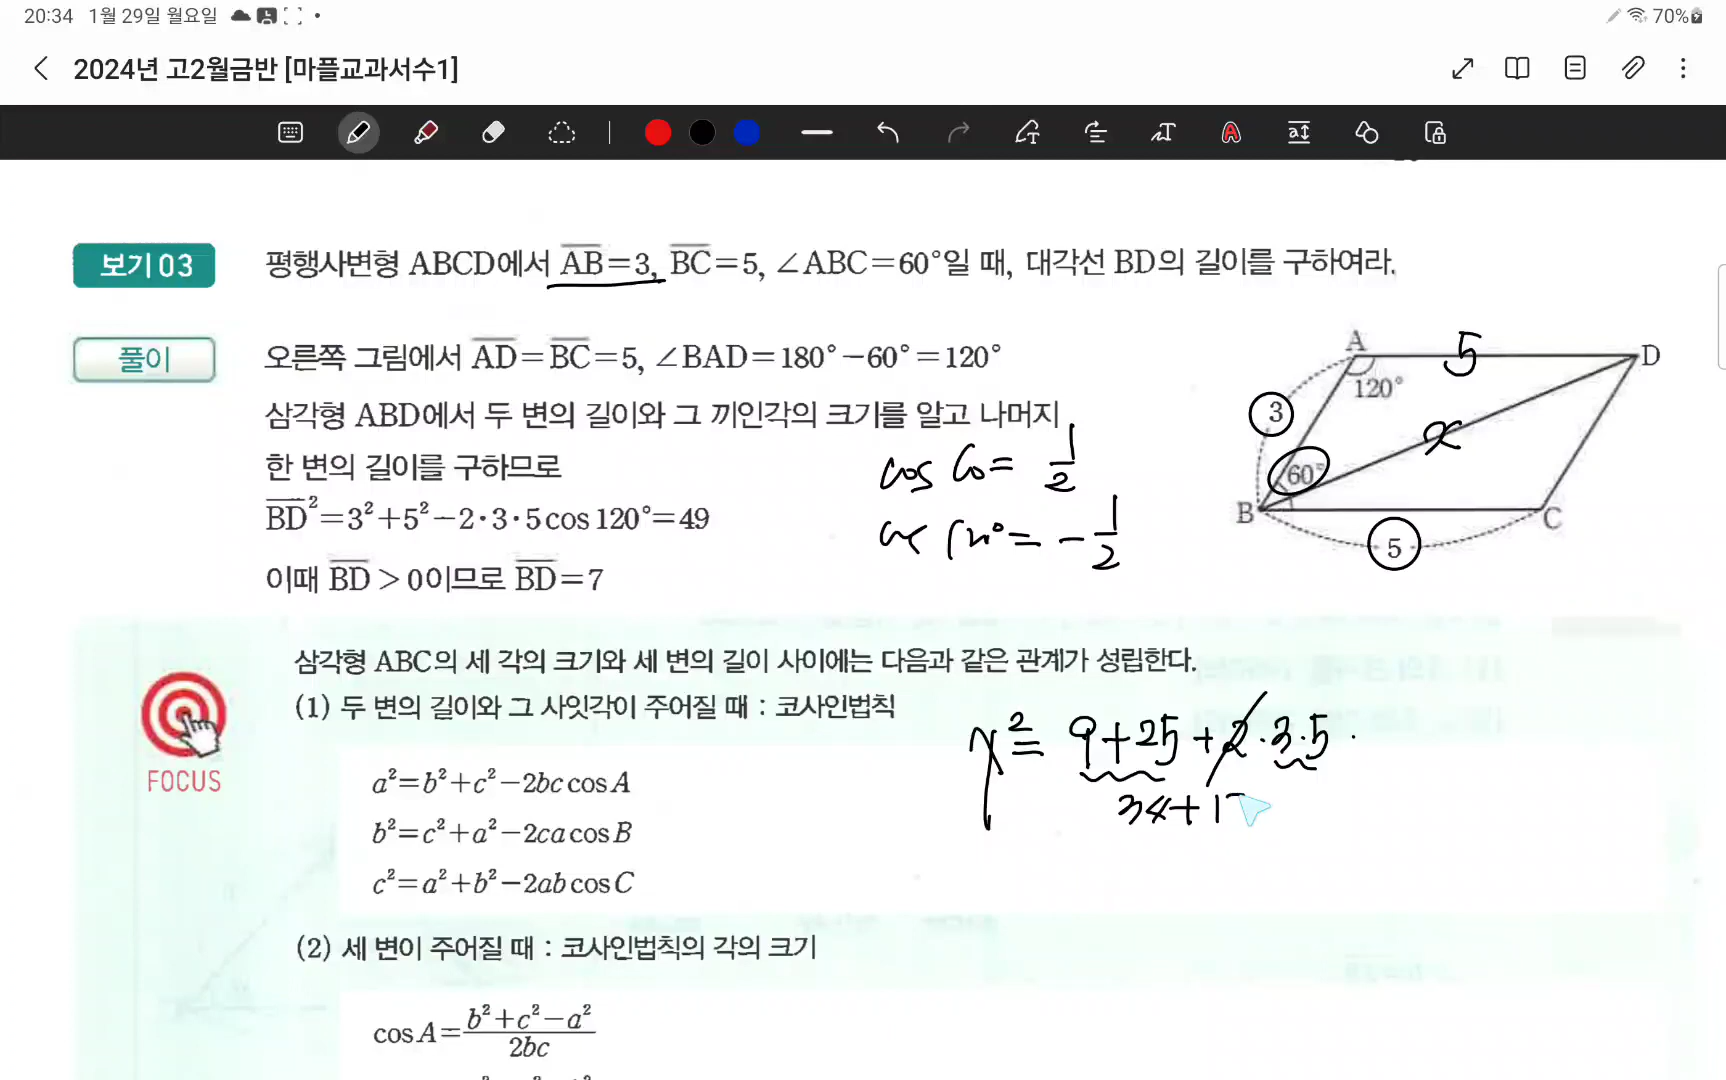 20:34 1월 29일 월요일
70%
2024년 고2월금반 [마플교과서수1]
보기 03
평행사변형 ABCD에서 AB=3, BC=5, ∠ABC=60°일 때, 대각선 BD의 길이를 구하여라.
풀이
오른쪽 그림에서 AD=BC=5, ∠BAD=180°-60°=120°
삼각형 ABD에서 두 변의 길이와 그 끼인각의 크기를 알고 나머지
한 변의 길이를 구하므로
BD²=3²+5²-2·3·5cos120°=49
이때 BD>0이므로 BD=7
cos 60= 1/2
= -1/2
A
5
D
120°
3
x
60°
B
C
5
FOCUS
삼각형 ABC의 세 각의 크기와 세 변의 길이 사이에는 다음과 같은 관계가 성립한다.
(1) 두 변의 길이와 그 사잇각이 주어질 때 : 코사인법칙
a²=b²+c²-2bccosA
b²=c²+a²-2cacosB
c²=a²+b²-2abcosC
x²= 9+25+2·3·5·
34+1
(2) 세 변이 주어질 때 : 코사인법칙의 각의 크기
cosA=(b²+c²-a²)/2bc